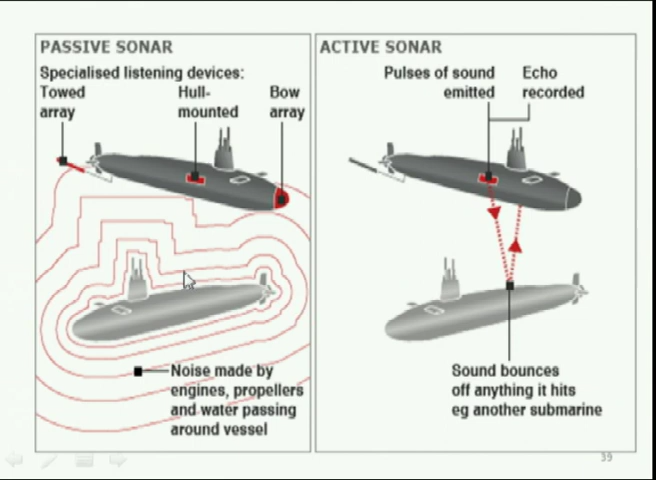 PASSIVE SONAR
Specialised listening devices:
Towed
array
Hull-
mounted
Bow
array
Noise made by
engines, propellers
and water passing
around vessel
ACTIVE SONAR
Pulses of sound
emitted
Echo
recorded
Sound bounces
off anything it hits
eg another submarine
39